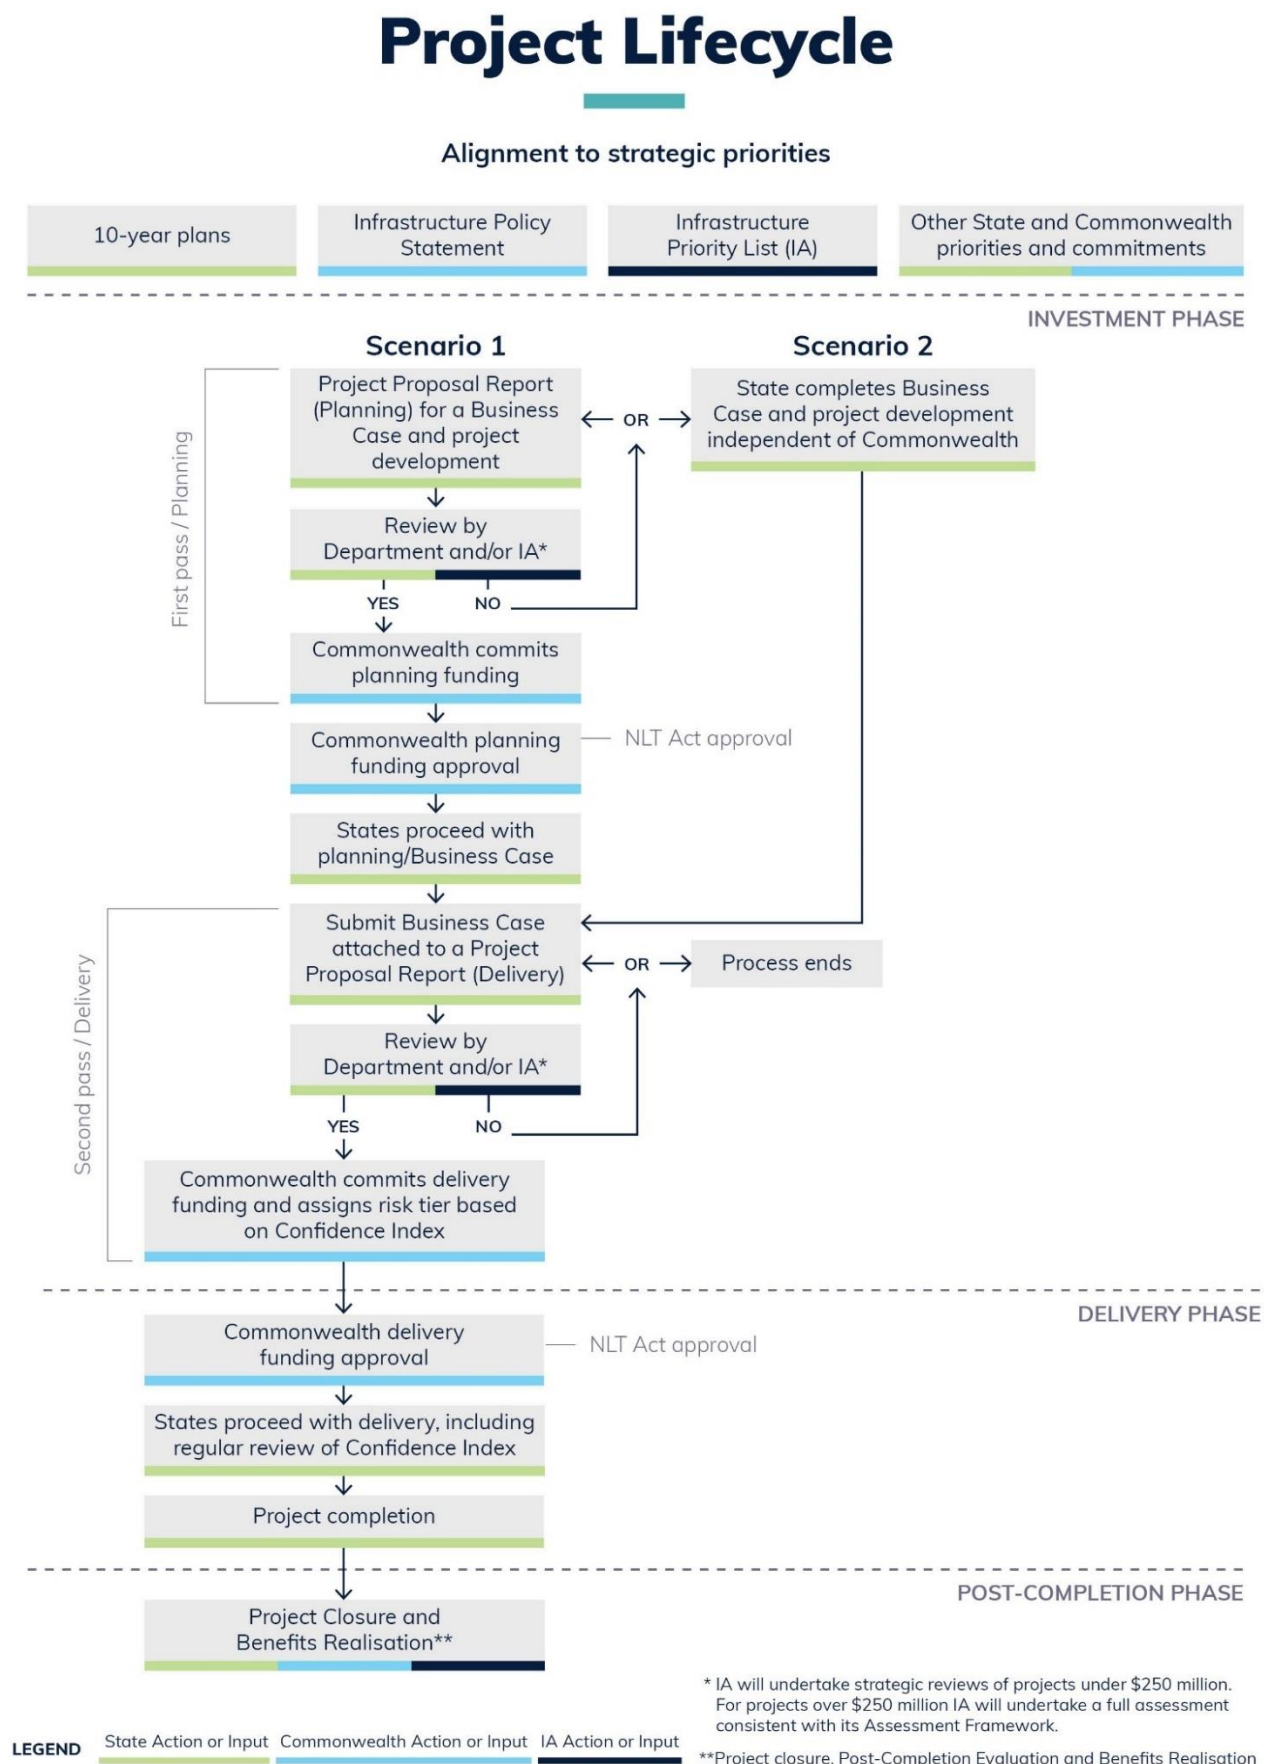 Project Lifecycle
Alignment to strategic priorities
10-year plans
Infrastructure Policy
Statement
Infrastructure
Priority List (IA)
Other State and Commonwealth
priorities and commitments
INVESTMENT PHASE
Scenario 1
Scenario 2
First pass / Planning
Project Proposal Report
(Planning) for a Business
Case and project
development
OR
State completes Business
Case and project development
independent of Commonwealth
Review by
Department and/or IA*
YES
NO
Commonwealth commits
planning funding
Commonwealth planning
funding approval
NLT Act approval
States proceed with
planning/Business Case
Second pass / Delivery
Submit Business Case
attached to a Project
Proposal Report (Delivery)
OR
Process ends
Review by
Department and/or IA*
YES
NO
Commonwealth commits delivery
funding and assigns risk tier based
on Confidence Index
DELIVERY PHASE
Commonwealth delivery
funding approval
NLT Act approval
States proceed with delivery, including
regular review of Confidence Index
Project completion
POST-COMPLETION PHASE
Project Closure and
Benefits Realisation**
* IA will undertake strategic reviews of projects under $250 million.
For projects over $250 million IA will undertake a full assessment
consistent with its Assessment Framework.
**Project closure, Post-Completion Evaluation and Benefits Realisation
LEGEND
State Action or Input
Commonwealth Action or Input
IA Action or Input